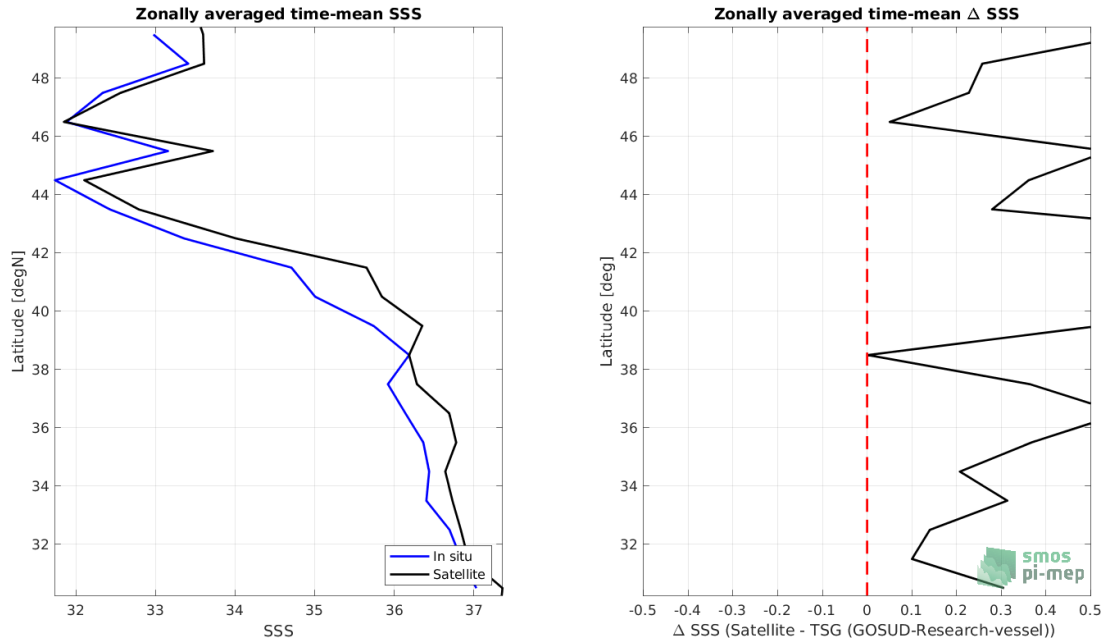 Zonally averaged time-mean SSS
Latitude [degN]
48
46
44
42
40
38
36
34
32
32 33 34 35 36 37
SSS
In situ
Satellite
Zonally averaged time-mean Δ SSS
Latitude [deg]
48
46
44
42
40
38
36
34
32
-0.5 -0.4 -0.3 -0.2 -0.1 0 0.1 0.2 0.3 0.4 0.5
Δ SSS (Satellite - TSG (GOSUD-Research-vessel))
smos
pi-mep